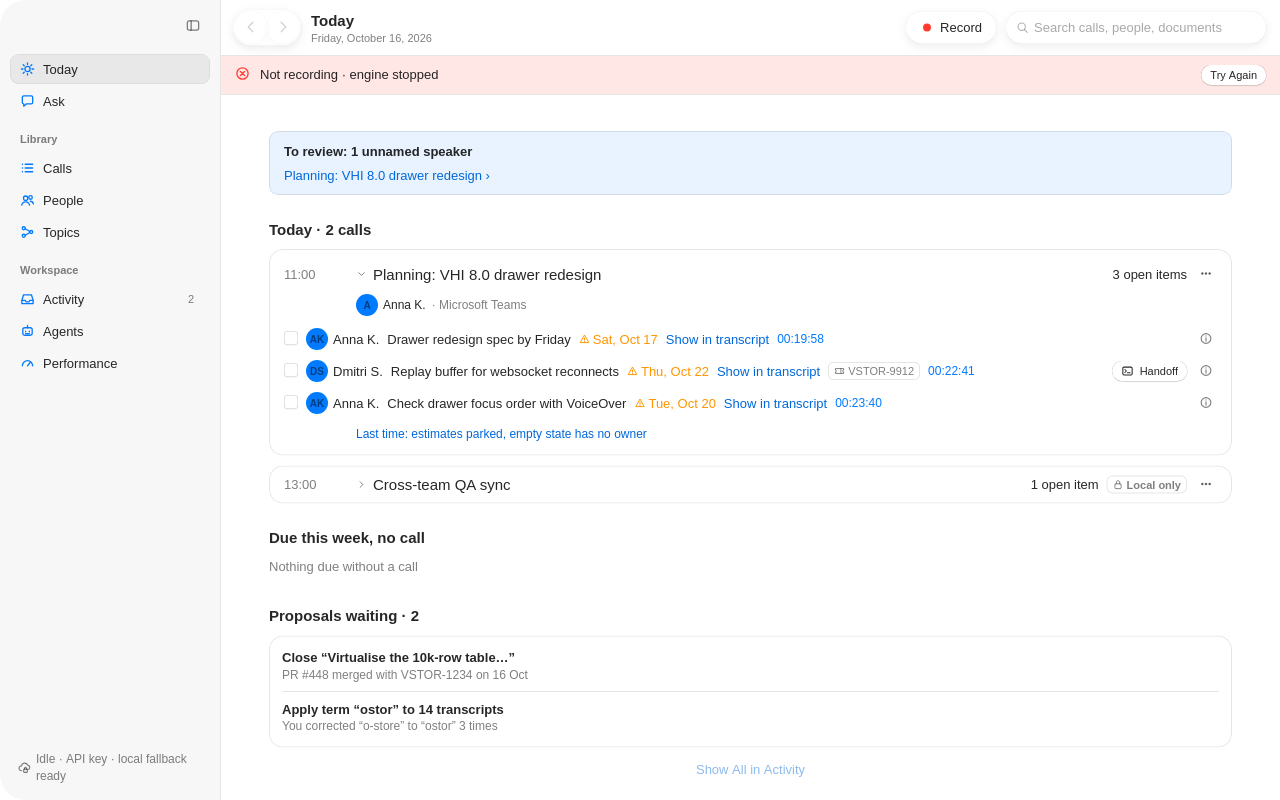 Today
Ask
Library
Calls
People
Topics
Workspace
Activity 2
Agents
Performance
Idle · API key · local fallback
ready
Today
Friday, October 16, 2026
Record
Search calls, people, documents
Not recording · engine stopped
Try Again
To review: 1 unnamed speaker
Planning: VHI 8.0 drawer redesign ›
Today · 2 calls
11:00 Planning: VHI 8.0 drawer redesign 3 open items
A Anna K. · Microsoft Teams
AK Anna K. Drawer redesign spec by Friday Sat, Oct 17 Show in transcript 00:19:58
DS Dmitri S. Replay buffer for websocket reconnects Thu, Oct 22 Show in transcript VSTOR-9912 00:22:41 Handoff
AK Anna K. Check drawer focus order with VoiceOver Tue, Oct 20 Show in transcript 00:23:40
Last time: estimates parked, empty state has no owner
13:00 Cross-team QA sync 1 open item Local only
Due this week, no call
Nothing due without a call
Proposals waiting · 2
Close “Virtualise the 10k-row table…”
PR #448 merged with VSTOR-1234 on 16 Oct
Apply term “ostor” to 14 transcripts
You corrected “o-store” to “ostor” 3 times
Show All in Activity